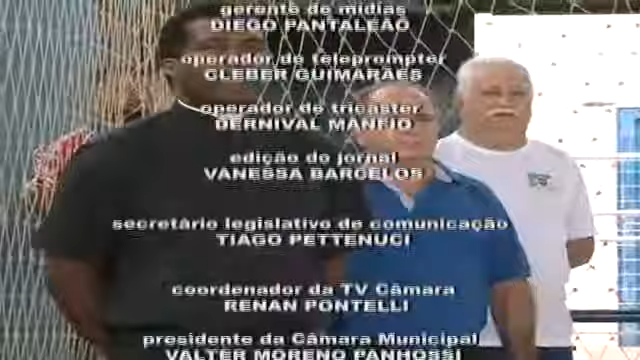 gerente de mídias
DIEGO PANTALEÃO
operador de teleprompter
CLEBER GUIMARÃES
operador de tricaster
DERNIVAL MANFIO
edição do jornal
VANESSA BARCELOS
secretário legislativo de comunicação
TIAGO PETTENUCI
coordenador da TV Câmara
RENAN PONTELLI
presidente da Câmara Municipal
VALTER MORENO PANHOSSI